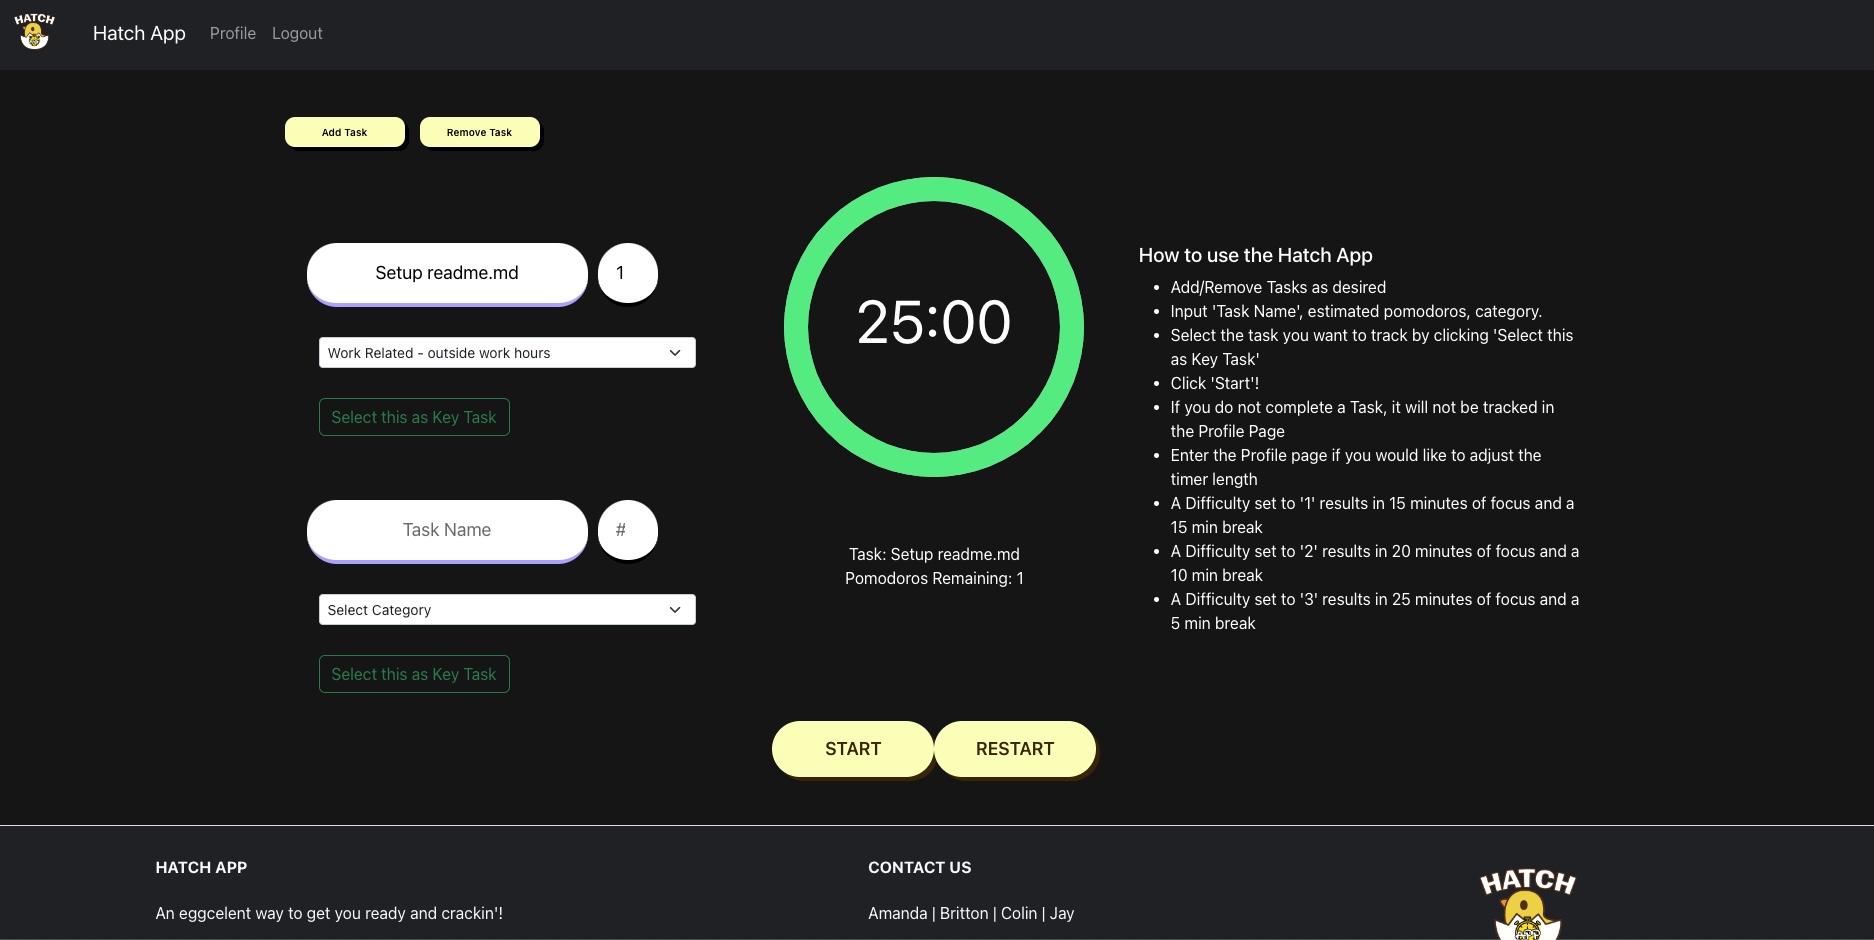 HATCH
Hatch App
Profile
Logout
Add Task
Remove Task
Setup readme.md
1
Work Related - outside work hours
Select this as Key Task
Task Name
#
Select Category
Select this as Key Task
25:00
Task: Setup readme.md
Pomodoros Remaining: 1
START
RESTART
How to use the Hatch App
• Add/Remove Tasks as desired
• Input 'Task Name', estimated pomodoros, category.
• Select the task you want to track by clicking 'Select this
as Key Task'
• Click 'Start'!
• If you do not complete a Task, it will not be tracked in
the Profile Page
• Enter the Profile page if you would like to adjust the
timer length
• A Difficulty set to '1' results in 15 minutes of focus and a
15 min break
• A Difficulty set to '2' results in 20 minutes of focus and a
10 min break
• A Difficulty set to '3' results in 25 minutes of focus and a
5 min break
HATCH APP
An eggcelent way to get you ready and crackin'!
CONTACT US
Amanda | Britton | Colin | Jay
HATCH